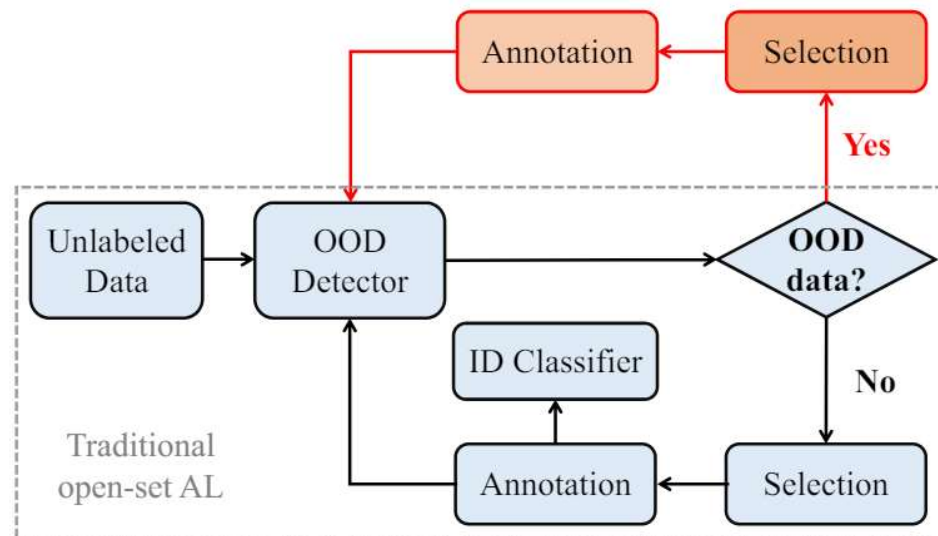 Annotation
Selection
Yes
Unlabeled
Data
OOD
Detector
OOD
data?
ID Classifier
No
Traditional
open-set AL
Annotation
Selection